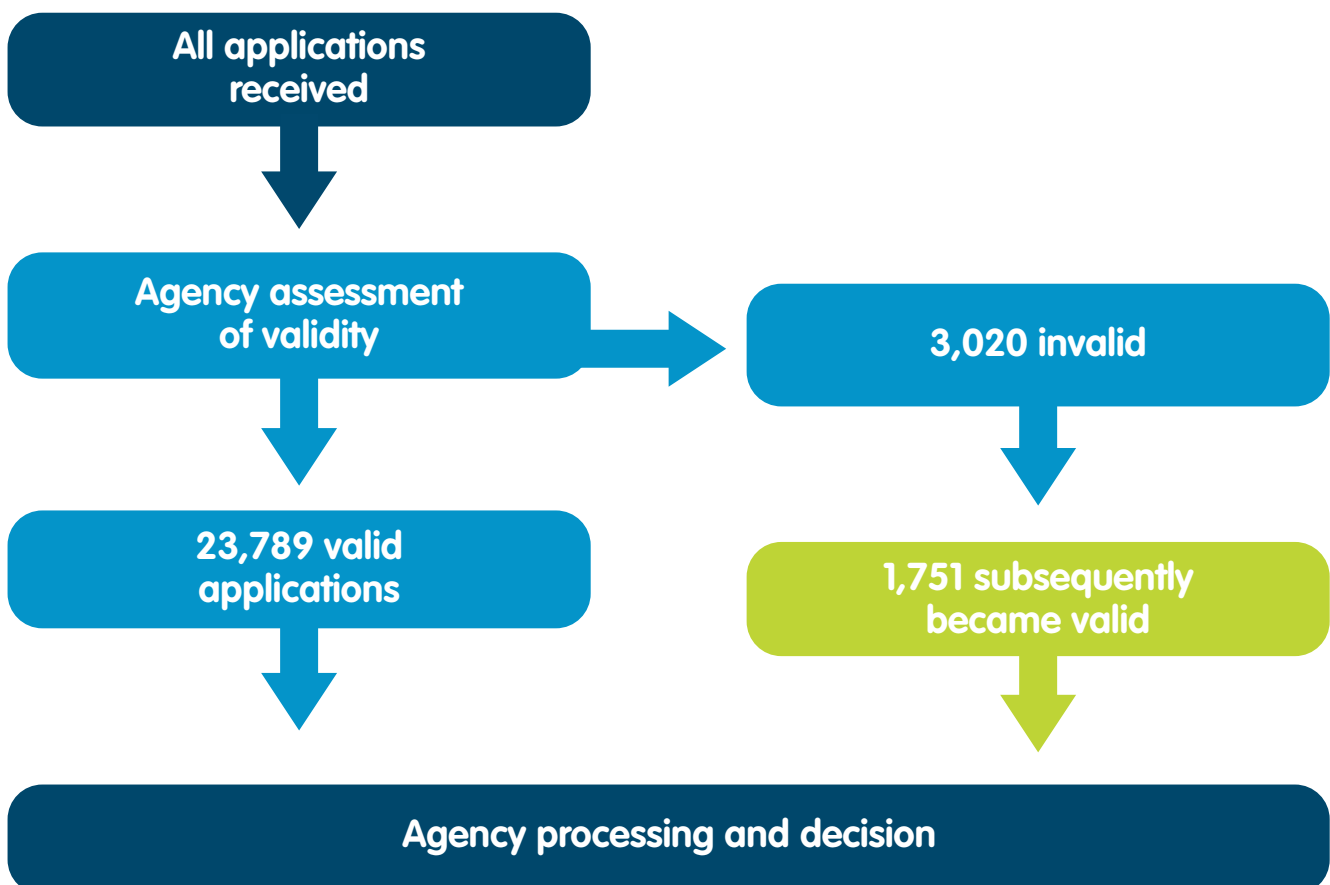 All applications
received
Agency assessment
of validity
3,020 invalid
23,789 valid
applications
1,751 subsequently
became valid
Agency processing and decision